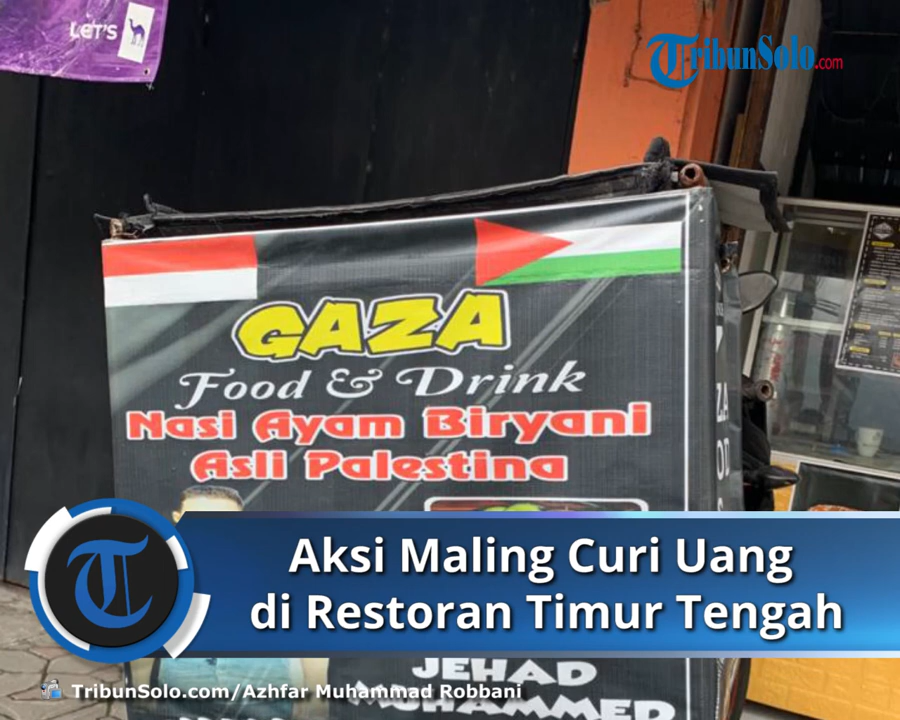 LET'S
TribunSolo.com
GAZA
Food & Drink
Nasi Ayam Biryani
Asli Palestina
Aksi Maling Curi Uang
di Restoran Timur Tengah
JEHAD
MOHAMMED
TribunSolo.com/Azhfar Muhammad Robbani